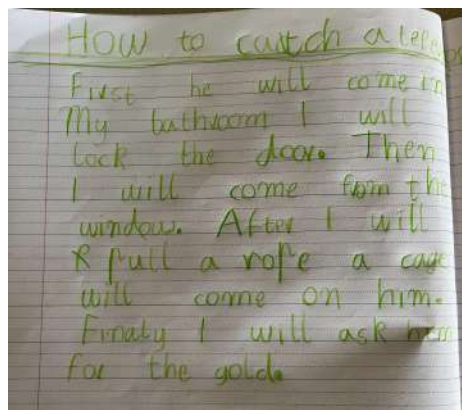 How to catch a lepe
First he will come in
My bathroom I will
lock the door. Then
I will come from the
window. After I will
pull a rope a cage
will come on him.
Finaly I will ask him
for the gold.